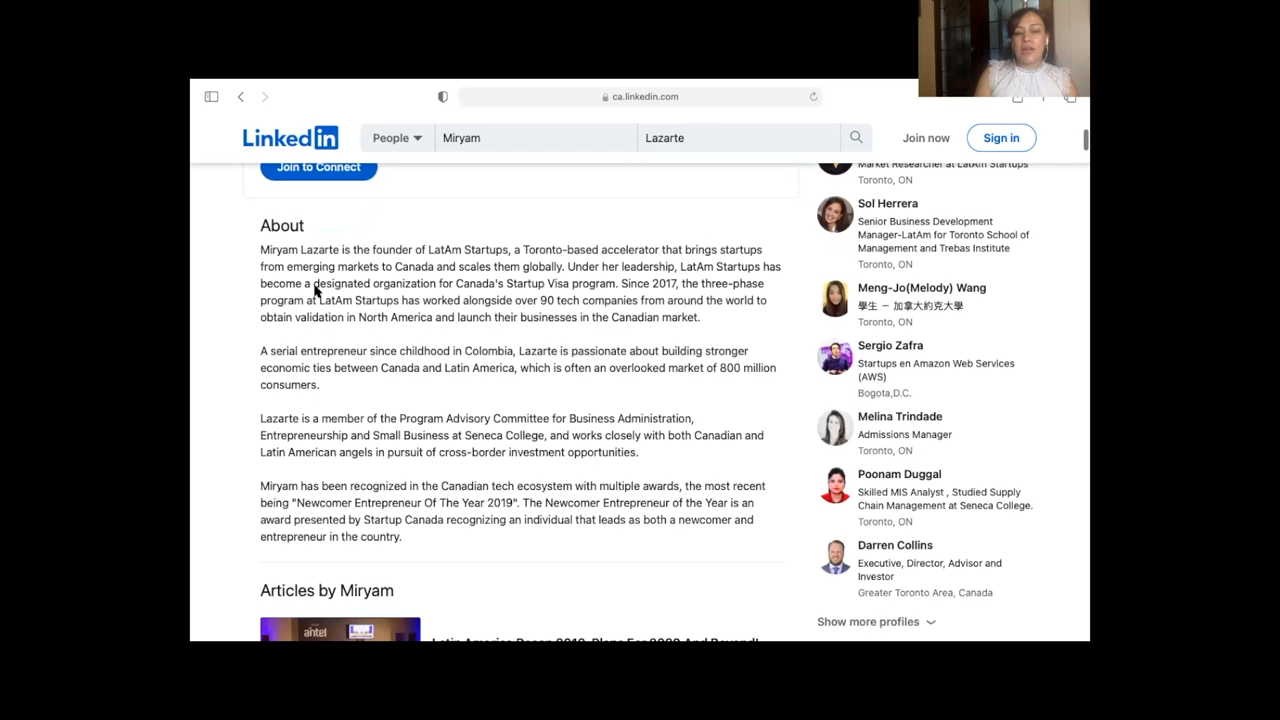 ca.linkedin.com
Linked in
People
Miryam
Lazarte
Join now
Sign in
Join to Connect
About
Miryam Lazarte is the founder of LatAm Startups, a Toronto-based accelerator that brings startups
from emerging markets to Canada and scales them globally. Under her leadership, LatAm Startups has
become a designated organization for Canada's Startup Visa program. Since 2017, the three-phase
program at LatAm Startups has worked alongside over 90 tech companies from around the world to
obtain validation in North America and launch their businesses in the Canadian market.
A serial entrepreneur since childhood in Colombia, Lazarte is passionate about building stronger
economic ties between Canada and Latin America, which is often an overlooked market of 800 million
consumers.
Lazarte is a member of the Program Advisory Committee for Business Administration,
Entrepreneurship and Small Business at Seneca College, and works closely with both Canadian and
Latin American angels in pursuit of cross-border investment opportunities.
Miryam has been recognized in the Canadian tech ecosystem with multiple awards, the most recent
being "Newcomer Entrepreneur Of The Year 2019". The Newcomer Entrepreneur of the Year is an
award presented by Startup Canada recognizing an individual that leads as both a newcomer and
entrepreneur in the country.
Articles by Miryam
antel
Latin America Recap 2019, Plans For 2020 And Beyond!
Market Researcher at LatAm Startups
Toronto, ON
Sol Herrera
Senior Business Development
Manager-LatAm for Toronto School of
Management and Trebas Institute
Toronto, ON
Meng-Jo(Melody) Wang
學生 － 加拿大約克大學
Toronto, ON
Sergio Zafra
Startups en Amazon Web Services
(AWS)
Bogota,D.C.
Melina Trindade
Admissions Manager
Toronto, ON
Poonam Duggal
Skilled MIS Analyst , Studied Supply
Chain Management at Seneca College.
Toronto, ON
Darren Collins
Executive, Director, Advisor and
Investor
Greater Toronto Area, Canada
Show more profiles